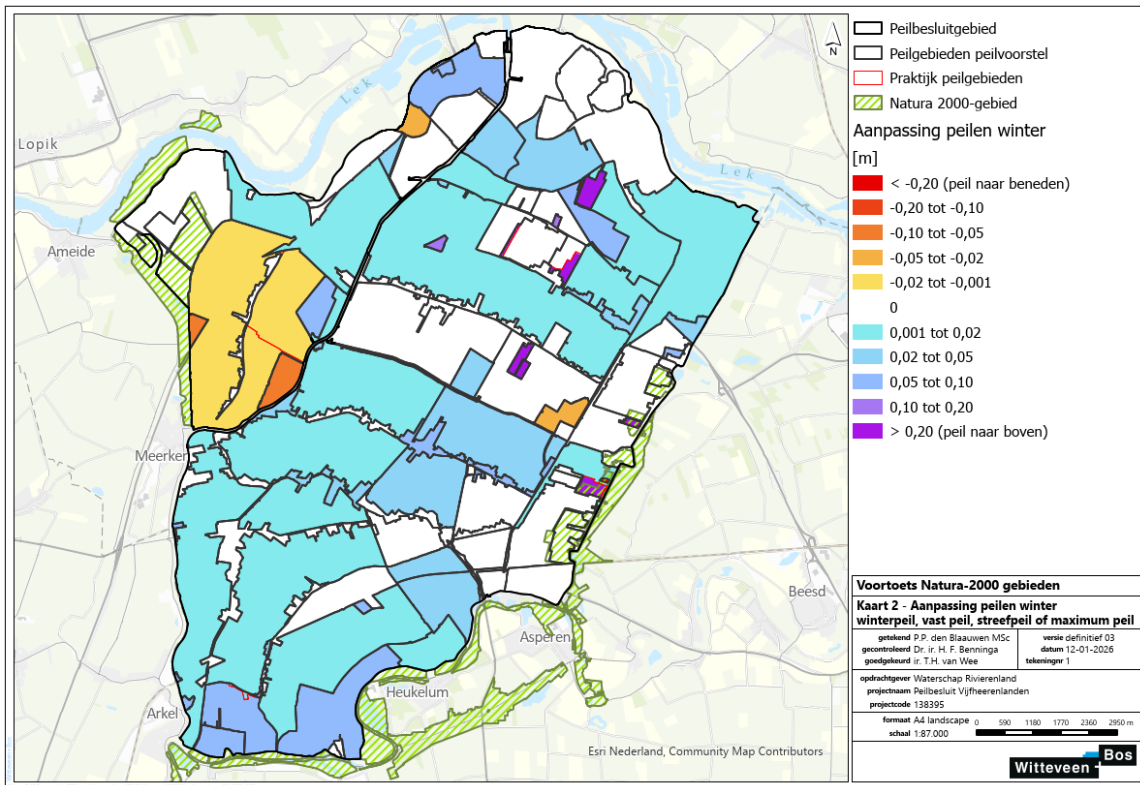 Lek
N
Lopik
Lek
Ameide
Meerker
Beesd
Asperen
Heukelum
Arkel
Esri Nederland, Community Map Contributors
Peilbesluitgebied
Peilgebieden peilvoorstel
Praktijk peilgebieden
Natura 2000-gebied
Aanpassing peilen winter
[m]
< -0,20 (peil naar beneden)
-0,20 tot -0,10
-0,10 tot -0,05
-0,05 tot -0,02
-0,02 tot -0,001
0
0,001 tot 0,02
0,02 tot 0,05
0,05 tot 0,10
0,10 tot 0,20
> 0,20 (peil naar boven)
Voortoets Natura-2000 gebieden
Kaart 2 - Aanpassing peilen winter
winterpeil, vast peil, streefpeil of maximum peil
getekend P.P. den Blaauwen MSc versie definitief 03
gecontroleerd Dr. ir. H. F. Benninga datum 12-01-2026
goedgekeurd ir. T.H. van Wee tekeningnr 1
opdrachtgever Waterschap Rivierenland
projectnaam Peilbesluit Vijfheerenlanden
projectcode 138395
formaat A4 landscape 0 590 1180 1770 2360 2950 m
schaal 1:87.000
Witteveen + Bos